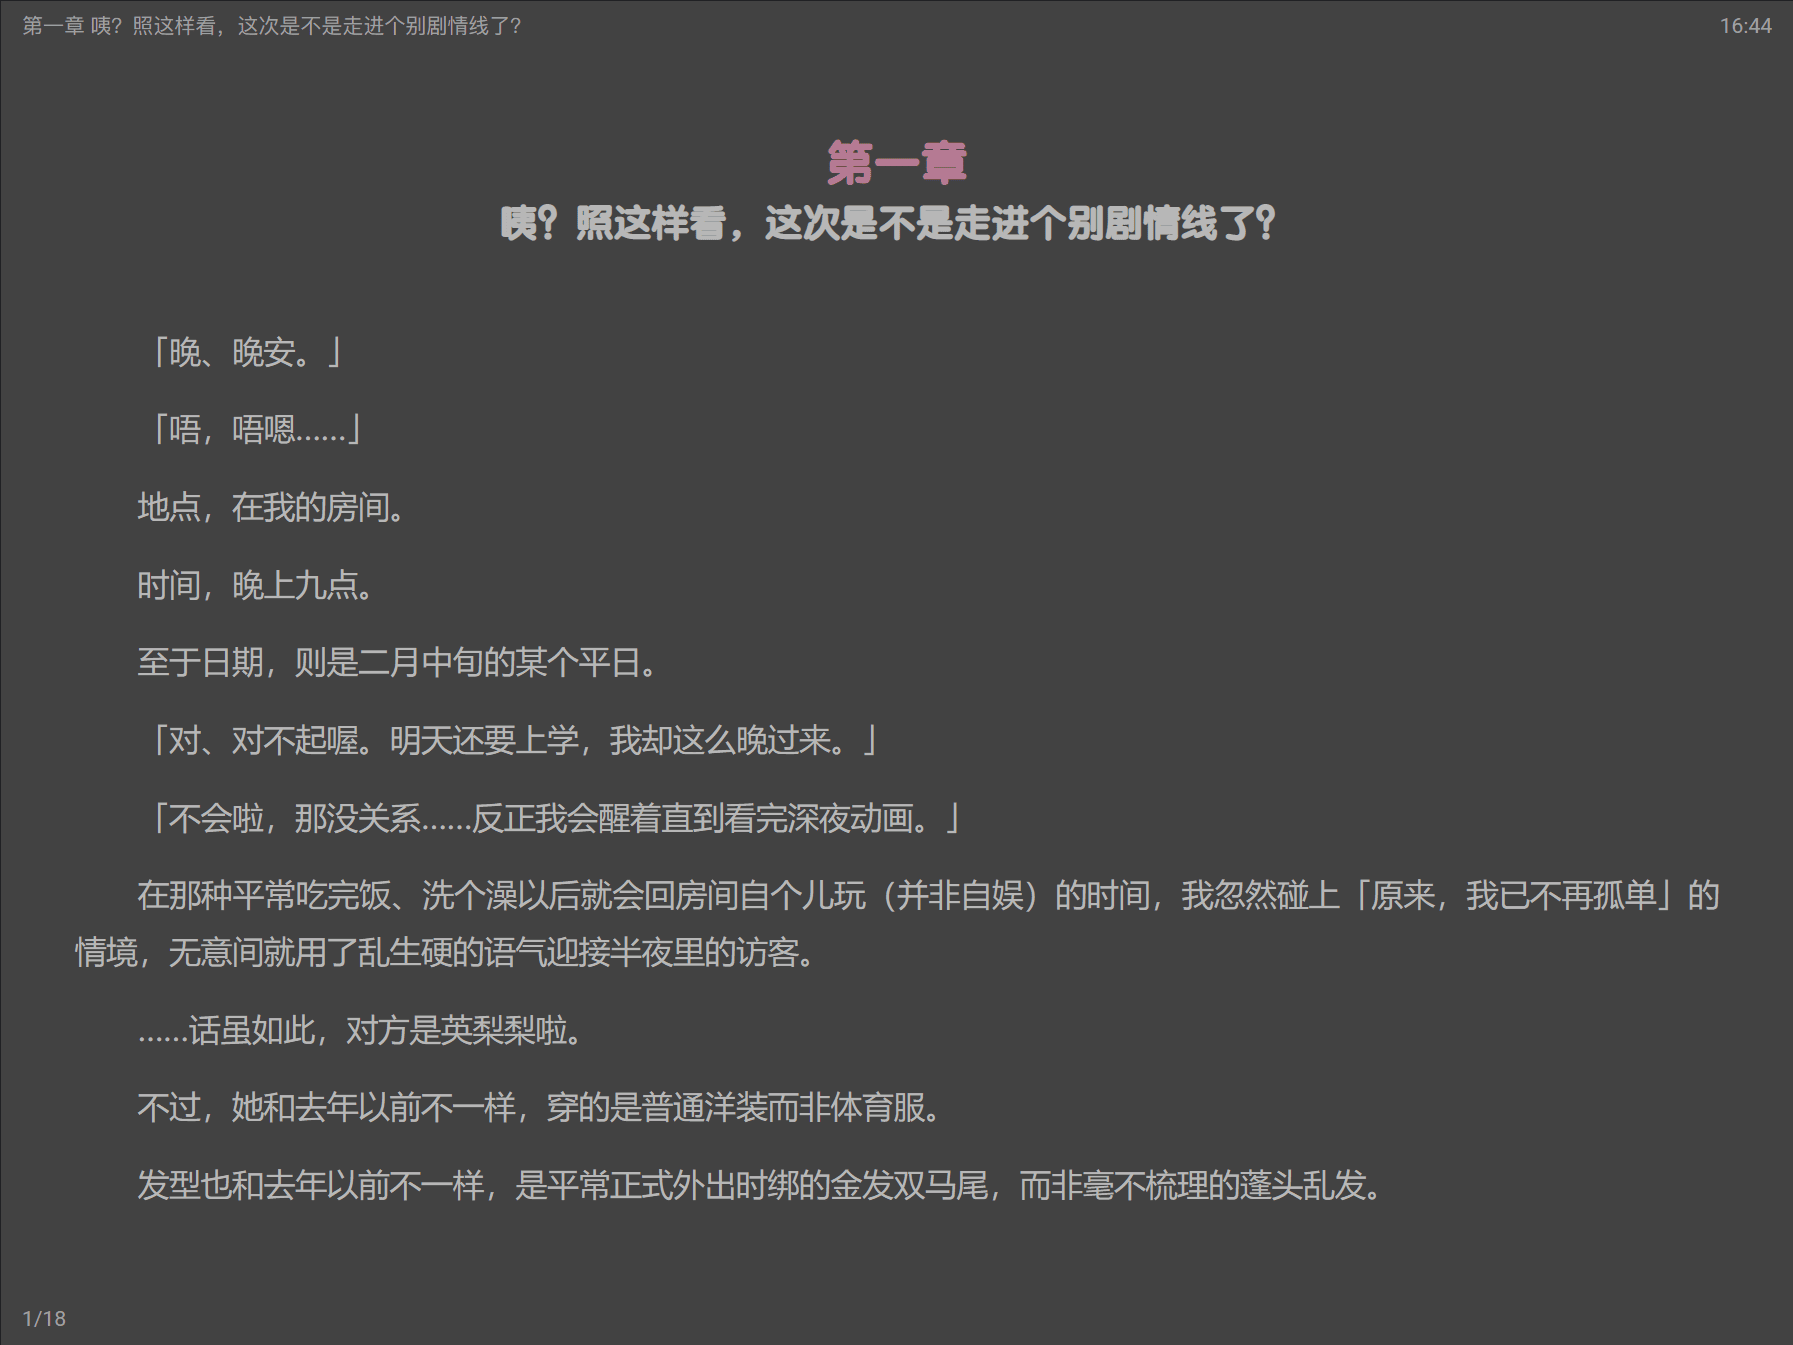 第一章 咦？照这样看，这次是不是走进个别剧情线了？
16:44
第一章
咦？照这样看，这次是不是走进个别剧情线了？
「晚、晚安。」
「唔，唔嗯……」
地点，在我的房间。
时间，晚上九点。
至于日期，则是二月中旬的某个平日。
「对、对不起喔。明天还要上学，我却这么晚过来。」
「不会啦，那没关系……反正我会醒着直到看完深夜动画。」
在那种平常吃完饭、洗个澡以后就会回房间自个儿玩（并非自娱）的时间，我忽然碰上「原来，我已不再孤单」的
情境，无意间就用了乱生硬的语气迎接半夜里的访客。
……话虽如此，对方是英梨梨啦。
不过，她和去年以前不一样，穿的是普通洋装而非体育服。
发型也和去年以前不一样，是平常正式外出时绑的金发双马尾，而非毫不梳理的蓬头乱发。
1/18